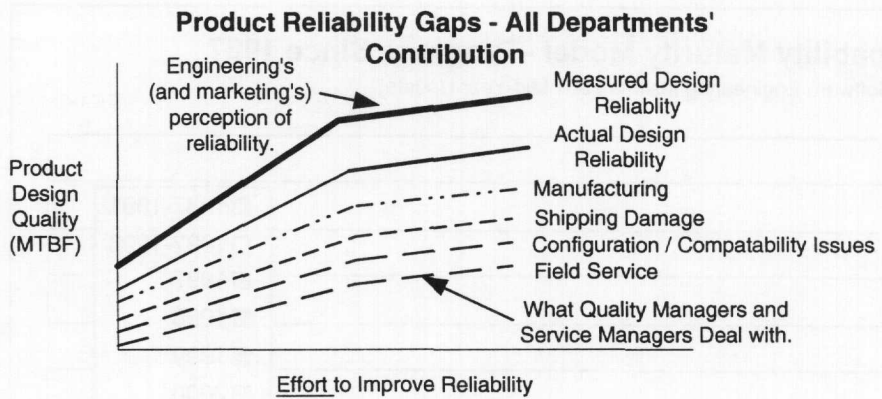 Product Reliability Gaps - All Departments'
Contribution
Engineering's
(and marketing's)
perception of
reliability.
Measured Design
Reliablity
Actual Design
Reliability
Manufacturing
Shipping Damage
Configuration / Compatability Issues
Field Service
What Quality Managers and
Service Managers Deal with.
Product
Design
Quality
(MTBF)
Effort to Improve Reliability